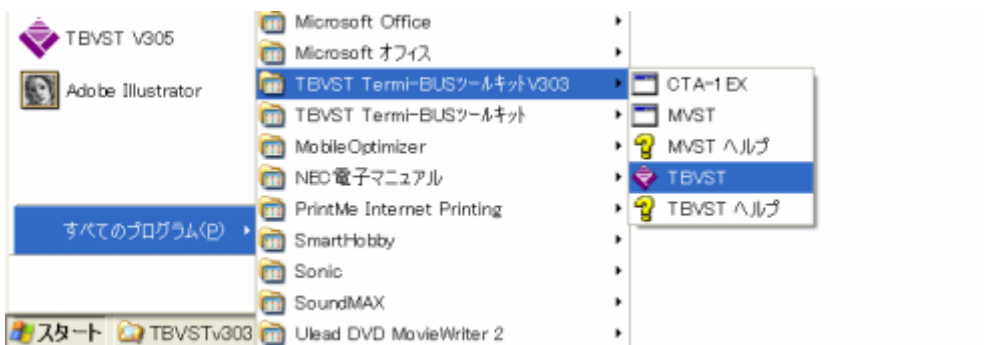 TBVST V305
Adobe Illustrator
すべてのプログラム(P)
スタート
TBVSTv303
Microsoft Office
Microsoft オフィス
TBVST Termi-BUSツールキットV303
TBVST Termi-BUSツールキット
MobileOptimizer
NEC電子マニュアル
PrintMe Internet Printing
SmartHobby
Sonic
SoundMAX
Ulead DVD MovieWriter 2
CTA-1 EX
MVST
MVST ヘルプ
TBVST
TBVST ヘルプ